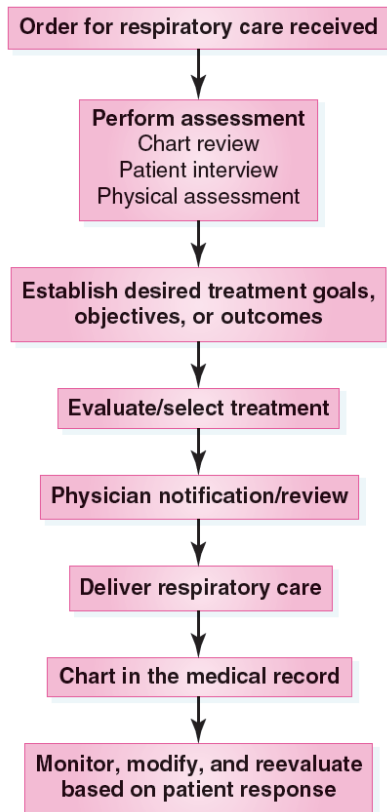 Order for respiratory care received
Perform assessment
Chart review
Patient interview
Physical assessment
Establish desired treatment goals,
objectives, or outcomes
Evaluate/select treatment
Physician notification/review
Deliver respiratory care
Chart in the medical record
Monitor, modify, and reevaluate
based on patient response